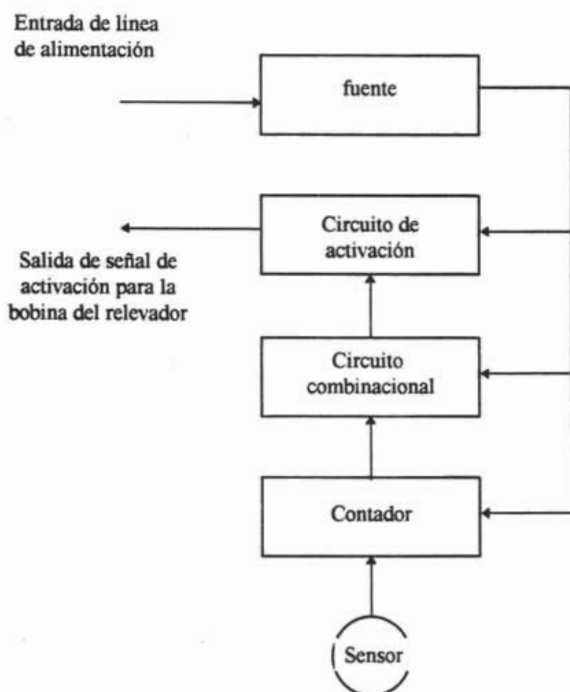 Entrada de línea
de alimentación
fuente
Circuito de
activación
Salida de señal de
activación para la
bobina del relevador
Circuito
combinacional
Contador
Sensor